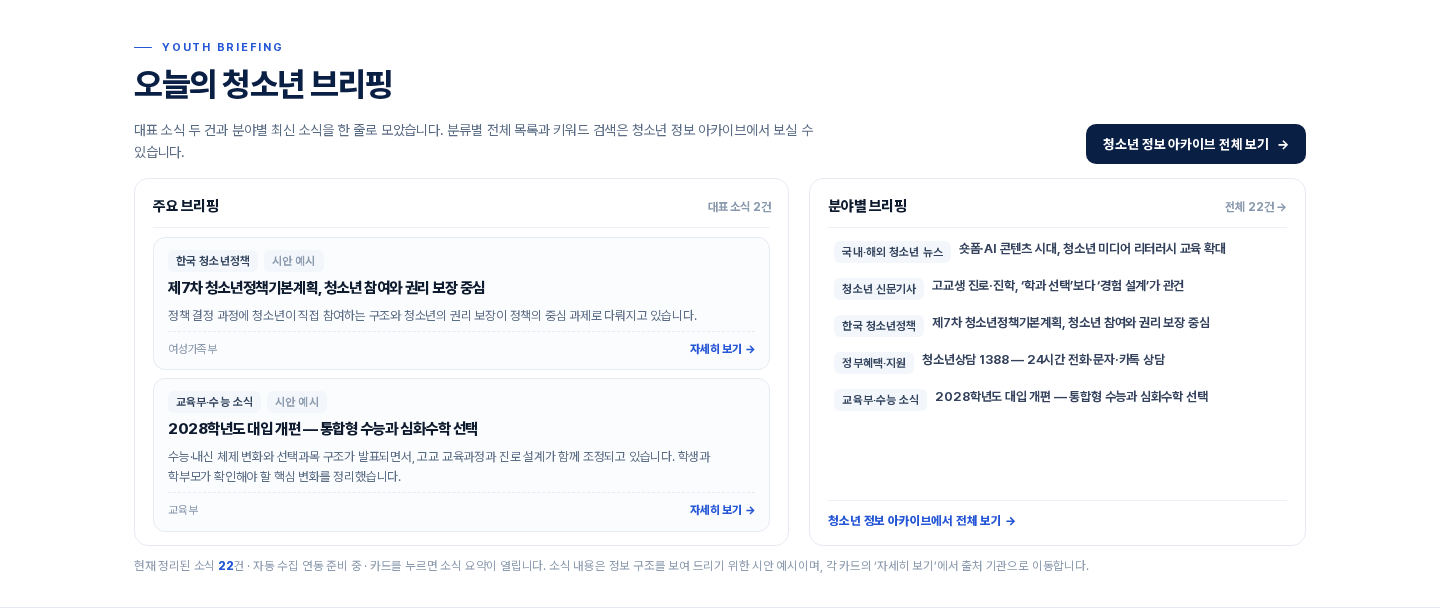 YOUTH BRIEFING
오늘의 청소년 브리핑
대표 소식 두 건과 분야별 최신 소식을 한 줄로 모았습니다. 분류별 전체 목록과 키워드 검색은 청소년 정보 아카이브에서 보실 수
있습니다.
청소년 정보 아카이브 전체 보기 →
주요 브리핑
대표 소식 2건
한국 청소년정책
시안 예시
제7차 청소년정책기본계획, 청소년 참여와 권리 보장 중심
정책 결정 과정에 청소년이 직접 참여하는 구조와 청소년의 권리 보장이 정책의 중심 과제로 다뤄지고 있습니다.
여성가족부
자세히 보기 →
교육부·수능 소식
시안 예시
2028학년도 대입 개편 — 통합형 수능과 심화수학 선택
수능·내신 체제 변화와 선택과목 구조가 발표되면서, 고교 교육과정과 진로 설계가 함께 조정되고 있습니다. 학생과
학부모가 확인해야 할 핵심 변화를 정리했습니다.
교육부
자세히 보기 →
분야별 브리핑
전체 22건 →
국내·해외 청소년 뉴스
숏폼·AI 콘텐츠 시대, 청소년 미디어 리터러시 교육 확대
청소년 신문기사
고교생 진로·진학, ‘학과 선택’보다 ‘경험 설계’가 관건
한국 청소년정책
제7차 청소년정책기본계획, 청소년 참여와 권리 보장 중심
정부혜택·지원
청소년상담 1388 — 24시간 전화·문자·카톡 상담
교육부·수능 소식
2028학년도 대입 개편 — 통합형 수능과 심화수학 선택
청소년 정보 아카이브에서 전체 보기 →
현재 정리된 소식 22건 · 자동 수집 연동 준비 중 · 카드를 누르면 소식 요약이 열립니다. 소식 내용은 정보 구조를 보여 드리기 위한 시안 예시이며, 각 카드의 ‘자세히 보기’에서 출처 기관으로 이동합니다.